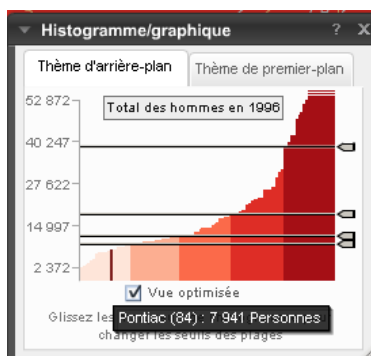 Histogramme/graphique ? X
Thème d'arrière-plan Thème de premier-plan
52 872
Total des hommes en 1996
40 247
27 622
14 997
2 372
Vue optimisée
Glissez les
Pontiac (84) : 7 941 Personnes
changer les seuils des plages